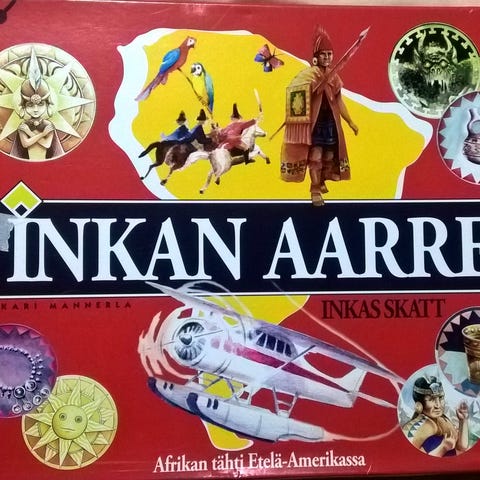 INKAN AARRE
KARI MANNERLA
INKAS SKATT
Afrikan tähti Etelä-Amerikassa